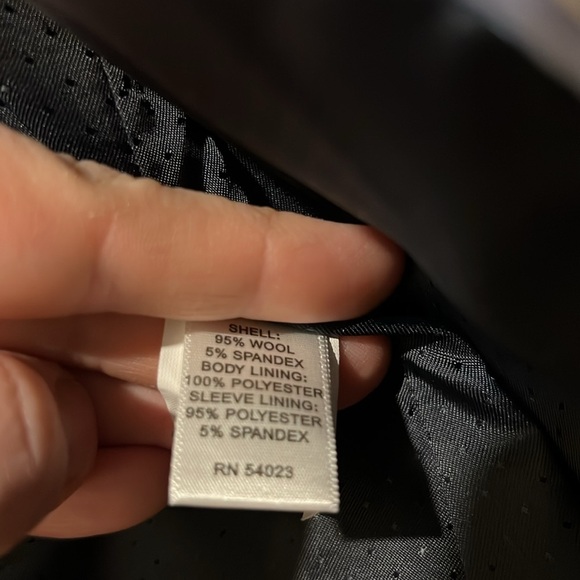 SHELL:
95% WOOL
5% SPANDEX
BODY LINING:
100% POLYESTER
SLEEVE LINING:
95% POLYESTER
5% SPANDEX
RN 54023